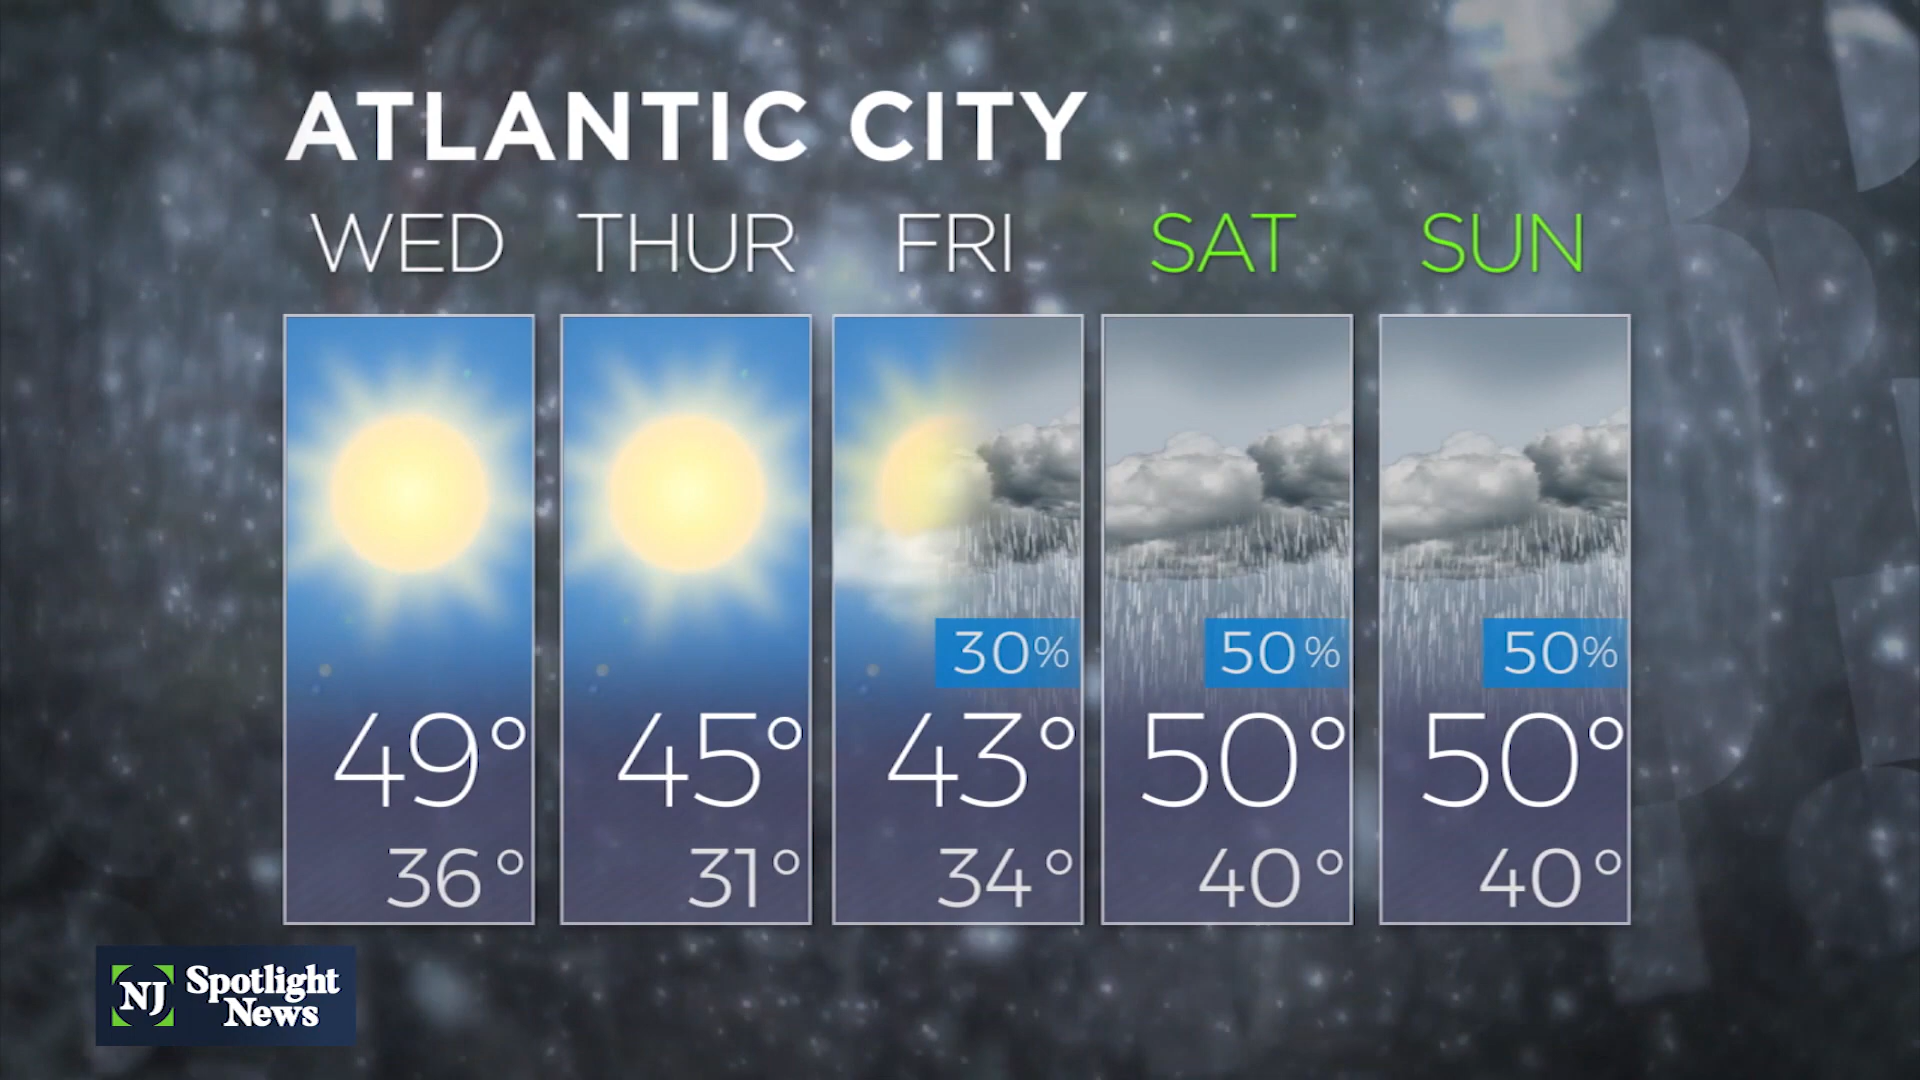 ATLANTIC CITY
WED THUR FRI SAT SUN
30% 50% 50%
49° 45° 43° 50° 50°
36° 31° 34° 40° 40°
NJ Spotlight
News